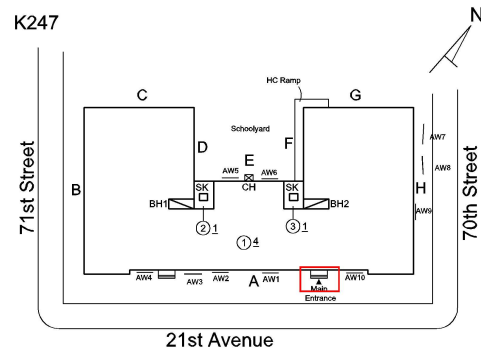 K247
N
C
G
HC Ramp
Schoolyard
D
E
F
AW5
AW6
CH
SK
SK
AW7
AW8
AW9
B
H
BH1
BH2
2 1
3 1
1 4
71st Street
70th Street
AW4
AW3
AW2
A
AW1
Main
Entrance
AW10
21st Avenue